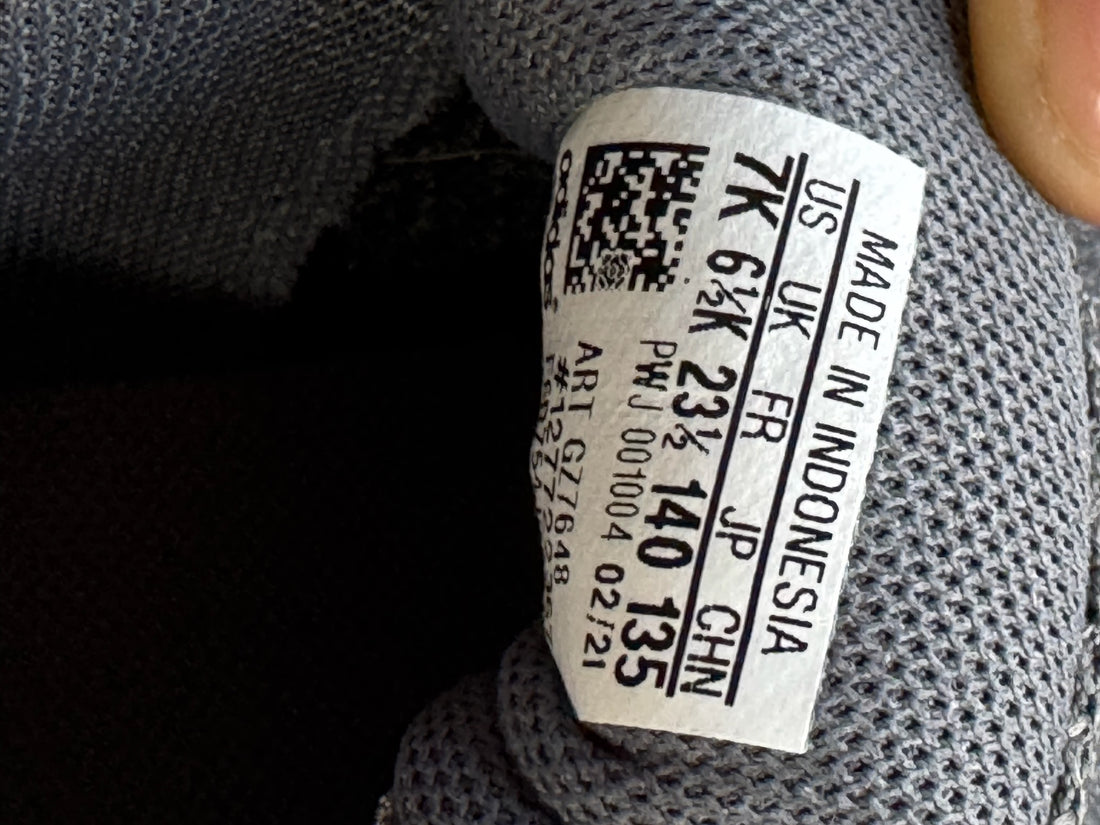 MADE IN INDONESIA
US UK FR JP CHN
7K 6½K 23½ 140 135
PWJ 001004 02/21
ART GZ7648
adidas